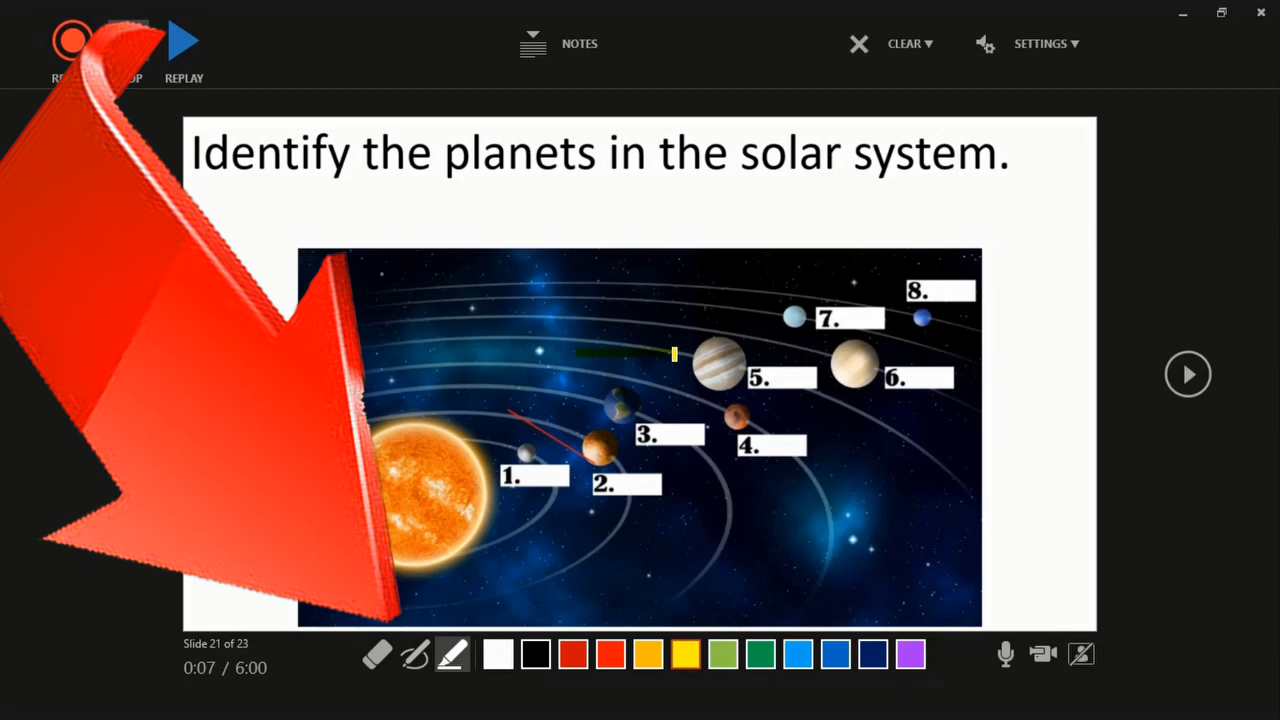 REPLAY
NOTES
CLEAR
SETTINGS
Identify the planets in the solar system.
8.
7.
5.
6.
3.
4.
1.
2.
Slide 21 of 23
0:07 / 6:00